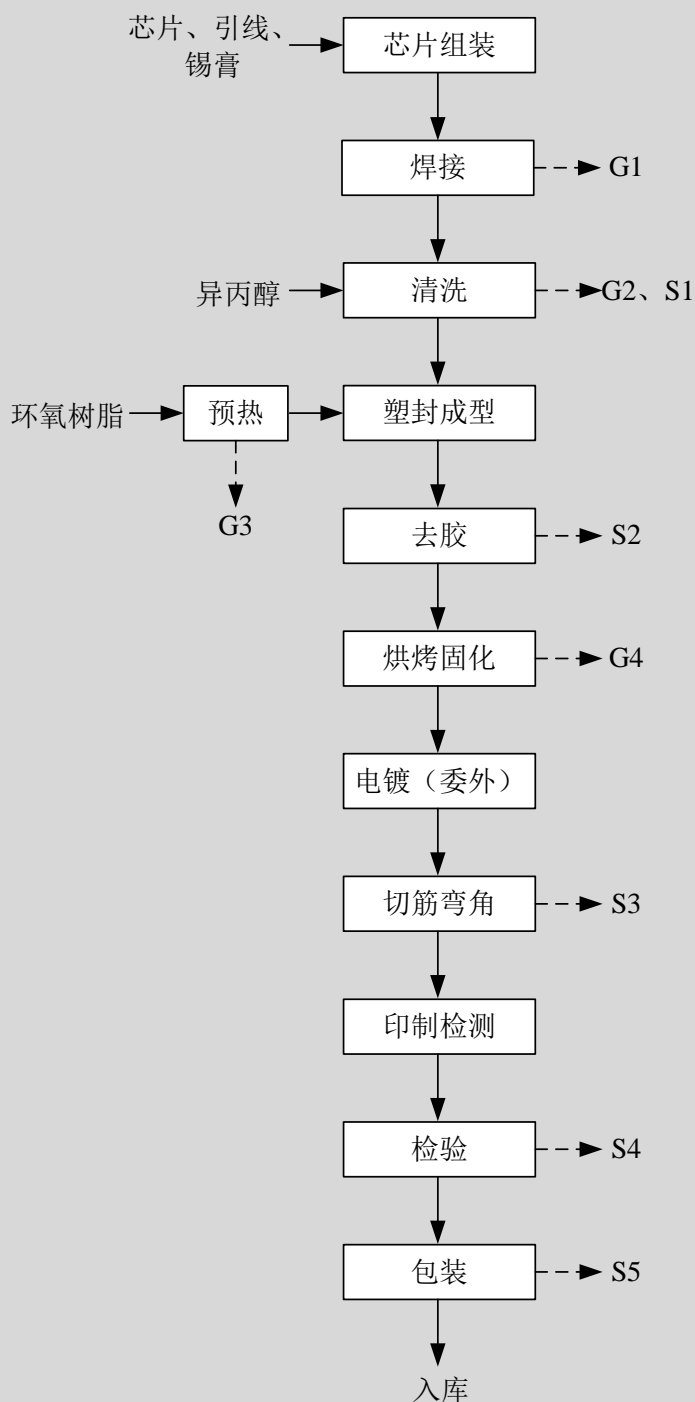 芯片、引线、
锡膏
芯片组装
焊接
G1
异丙醇
清洗
G2、S1
环氧树脂
预热
塑封成型
G3
去胶
S2
烘烤固化
G4
电镀（委外）
切筋弯角
S3
印制检测
检验
S4
包装
S5
入库